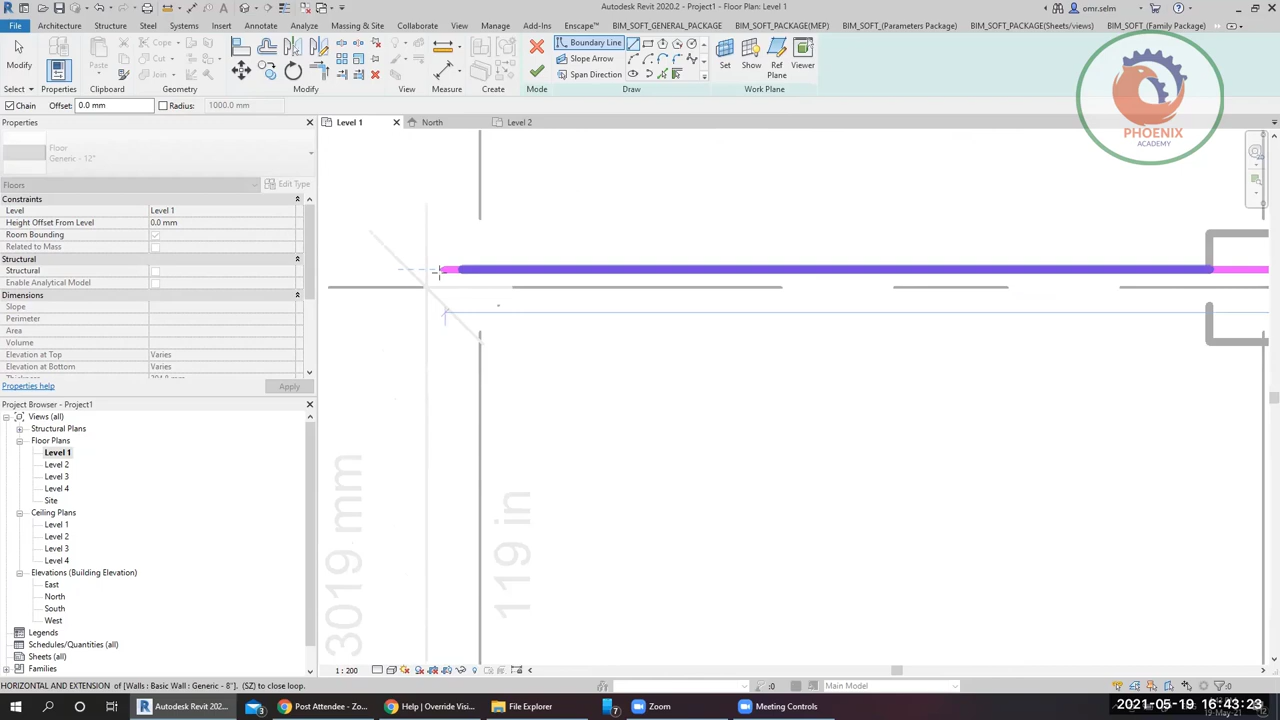 Autodesk Revit 2020.2 - Project1 - Floor Plan: Level 1
omr.selm
File Architecture Structure Steel Systems Insert Annotate Analyze Massing & Site Collaborate View Manage Add-Ins Enscape™ BIM_SOFT_GENERAL_PACKAGE BIM_SOFT_PACKAGE(MEP) BIM_SOFT_(Parameters Package) BIM_SOFT_PACKAGE(Sheets/views) BIM_SOFT_(Family Package)
Modify
Paste
Cope
Cut
Join
Boundary Line
Slope Arrow
Span Direction
Set Show Ref Plane Viewer
Select Properties Clipboard Geometry Modify View Measure Create Mode Draw Work Plane
Chain Offset: 0.0 mm Radius: 1000.0 mm
Properties
Level 1 North Level 2
Floor
Generic - 12"
Floors Edit Type
Constraints
Level Level 1
Height Offset From Level 0.0 mm
Room Bounding
Related to Mass
Structural
Structural
Enable Analytical Model
Dimensions
Slope
Perimeter
Area
Volume
Elevation at Top Varies
Elevation at Bottom Varies
Properties help Apply
Project Browser - Project1
Views (all)
Structural Plans
Floor Plans
Level 1
Level 2
Level 3
Level 4
Site
Ceiling Plans
Level 1
Level 2
Level 3
Level 4
Elevations (Building Elevation)
East
North
South
West
Legends
Schedules/Quantities (all)
Sheets (all)
Families
3019 mm
119 in
PHOENIX
ACADEMY
1 : 200
HORIZONTAL AND EXTENSION of [Walls : Basic Wall : Generic - 8"]. (SZ) to close loop.
:0 Main Model :0
Autodesk Revit 202... 3 Post Attendee - Zo... Help | Override Visi... File Explorer 7 Zoom Meeting Controls
2021-05-19 16:43:23
19-May-21